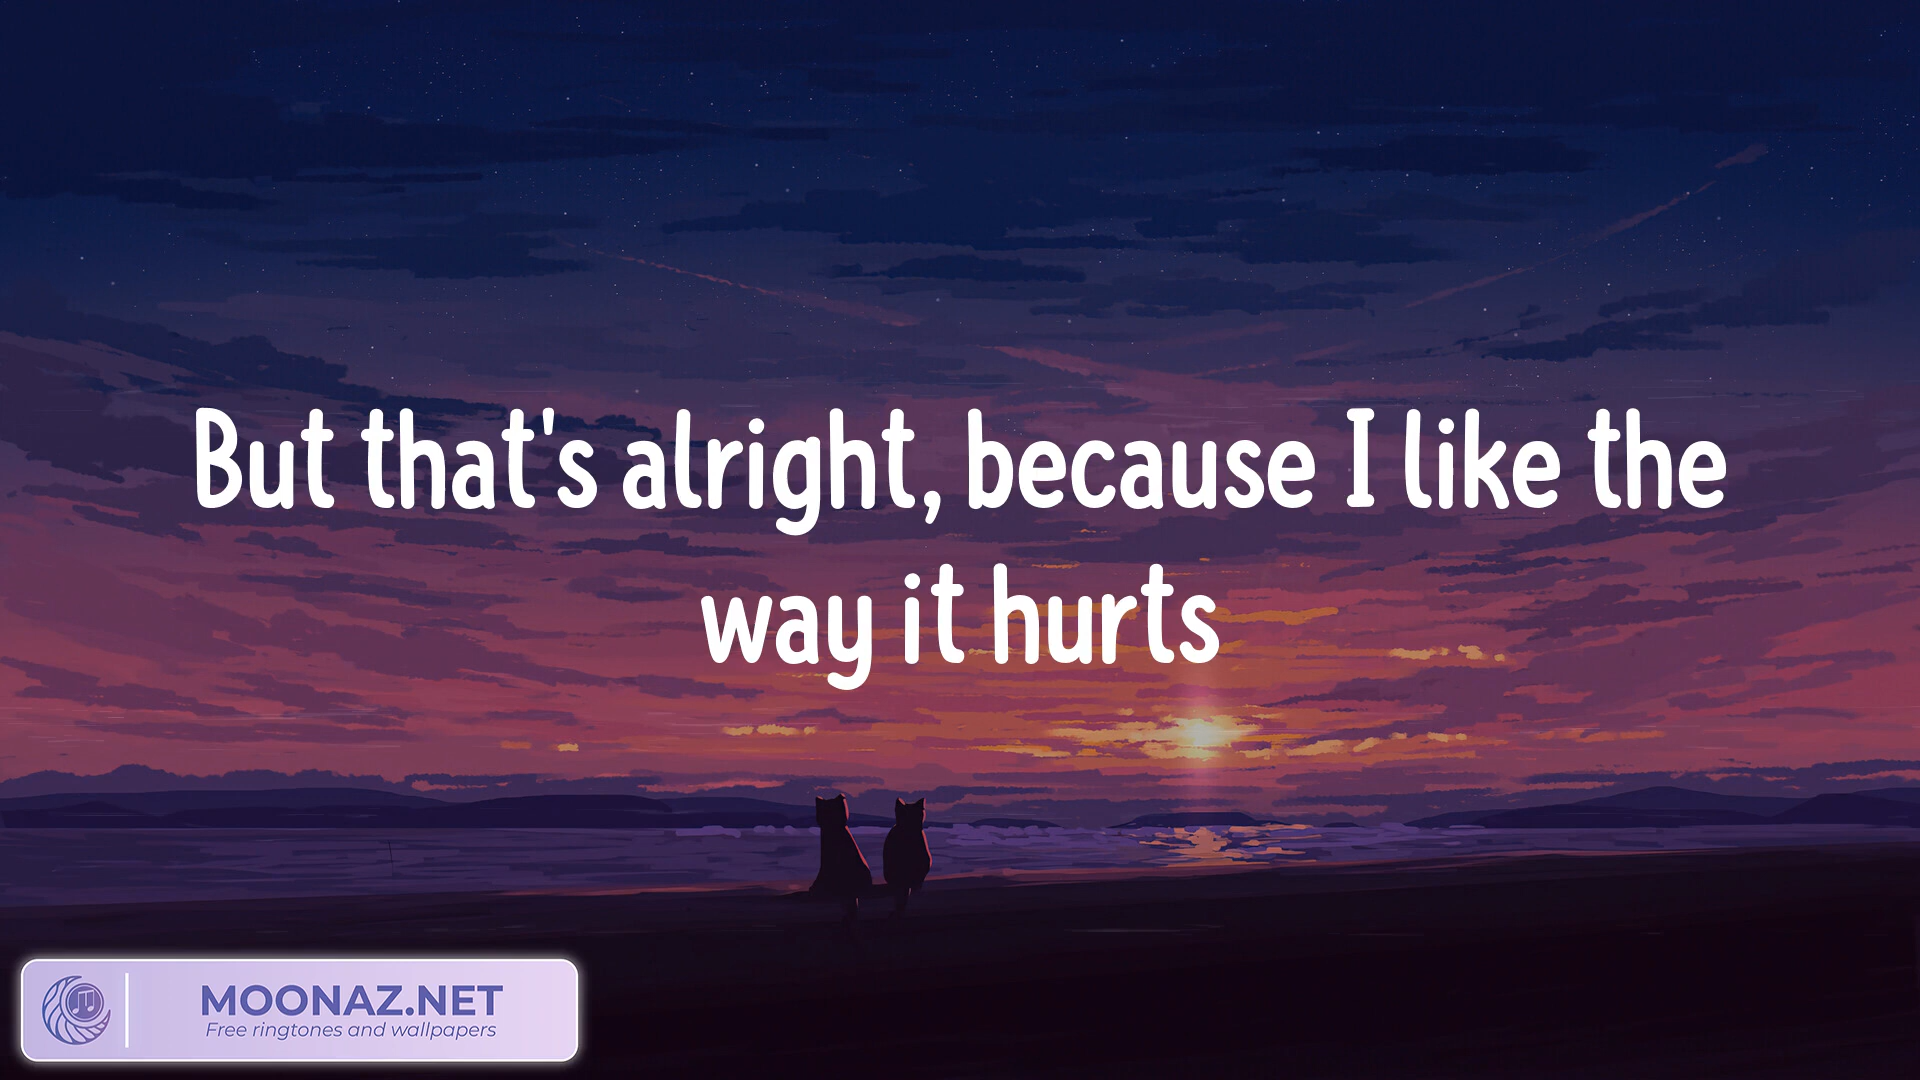 But that's alright, because I like the
way it hurts
MOONAZ.NET
Free ringtones and wallpapers